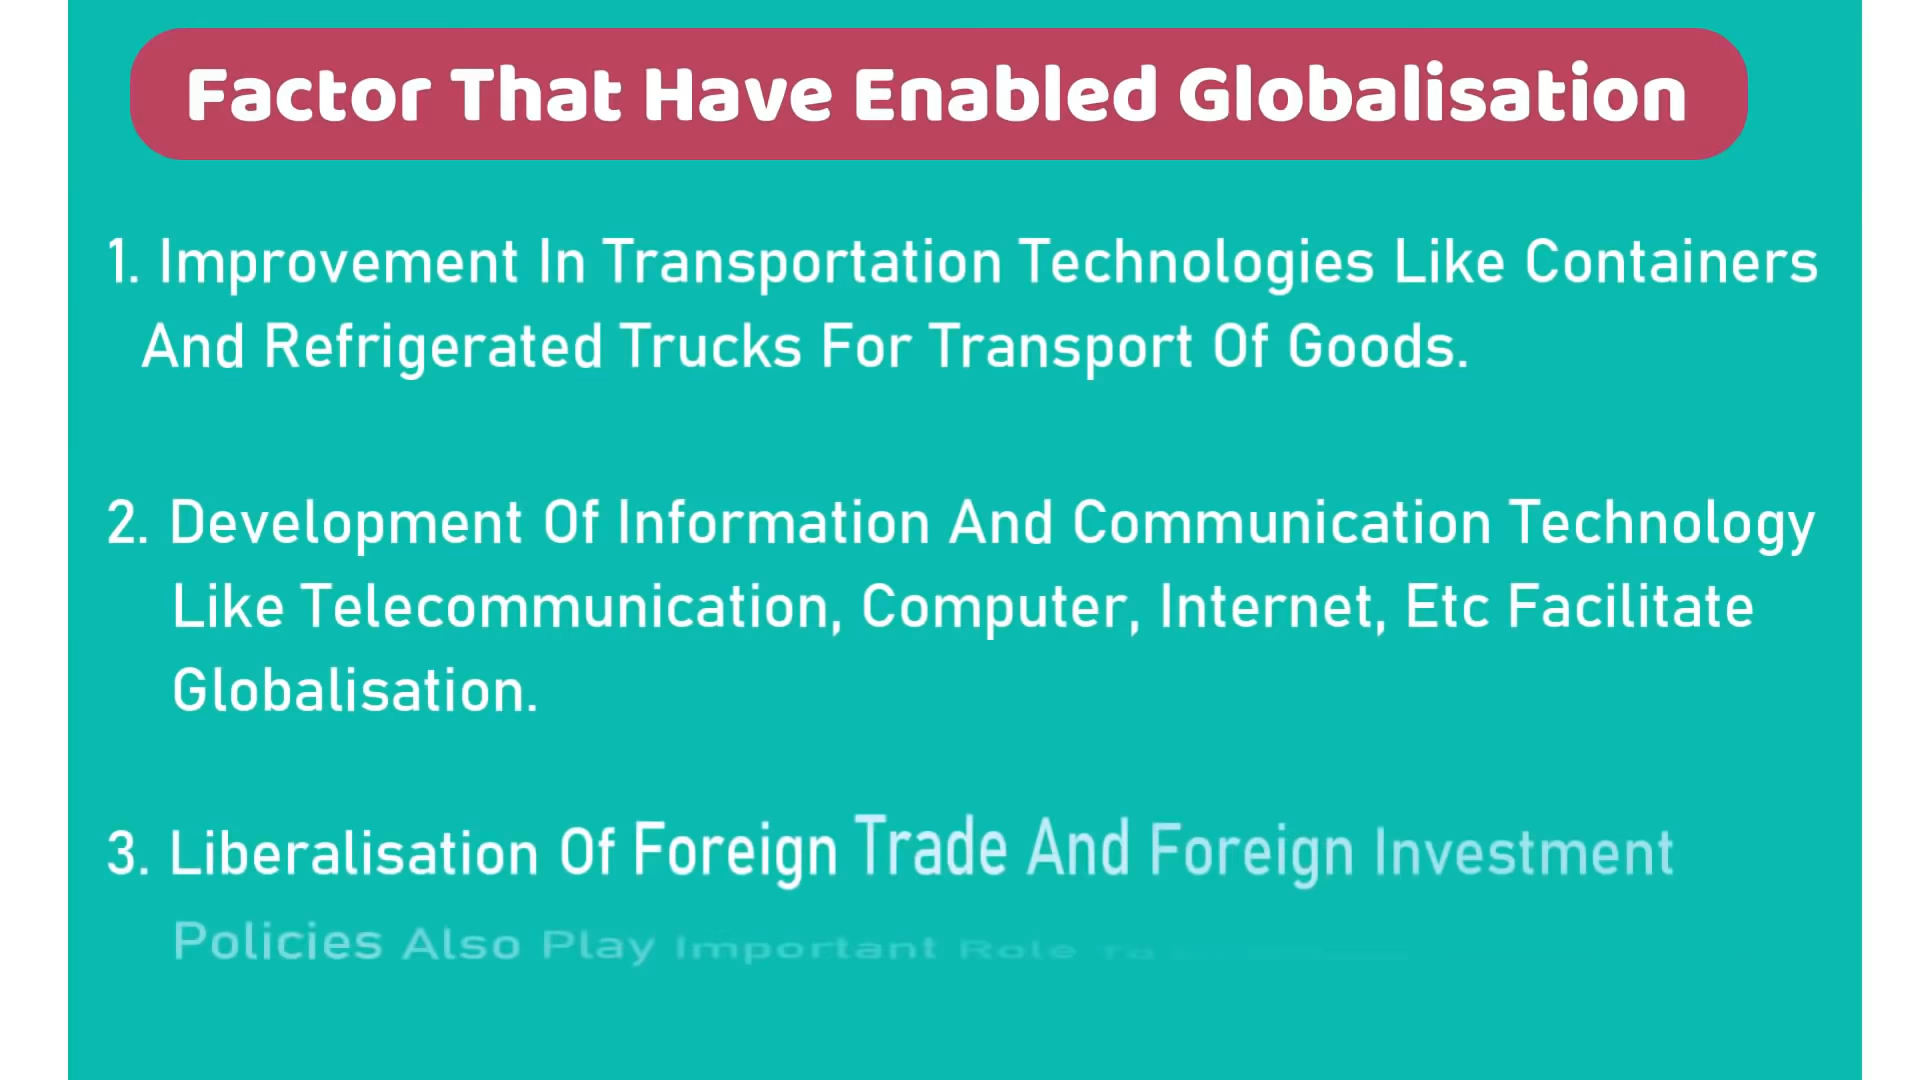 Factor That Have Enabled Globalisation
1. Improvement In Transportation Technologies Like Containers
And Refrigerated Trucks For Transport Of Goods.
2. Development Of Information And Communication Technology
Like Telecommunication, Computer, Internet, Etc Facilitate
Globalisation.
3. Liberalisation Of Foreign Trade And Foreign Investment
Policies Also Play Important Role To